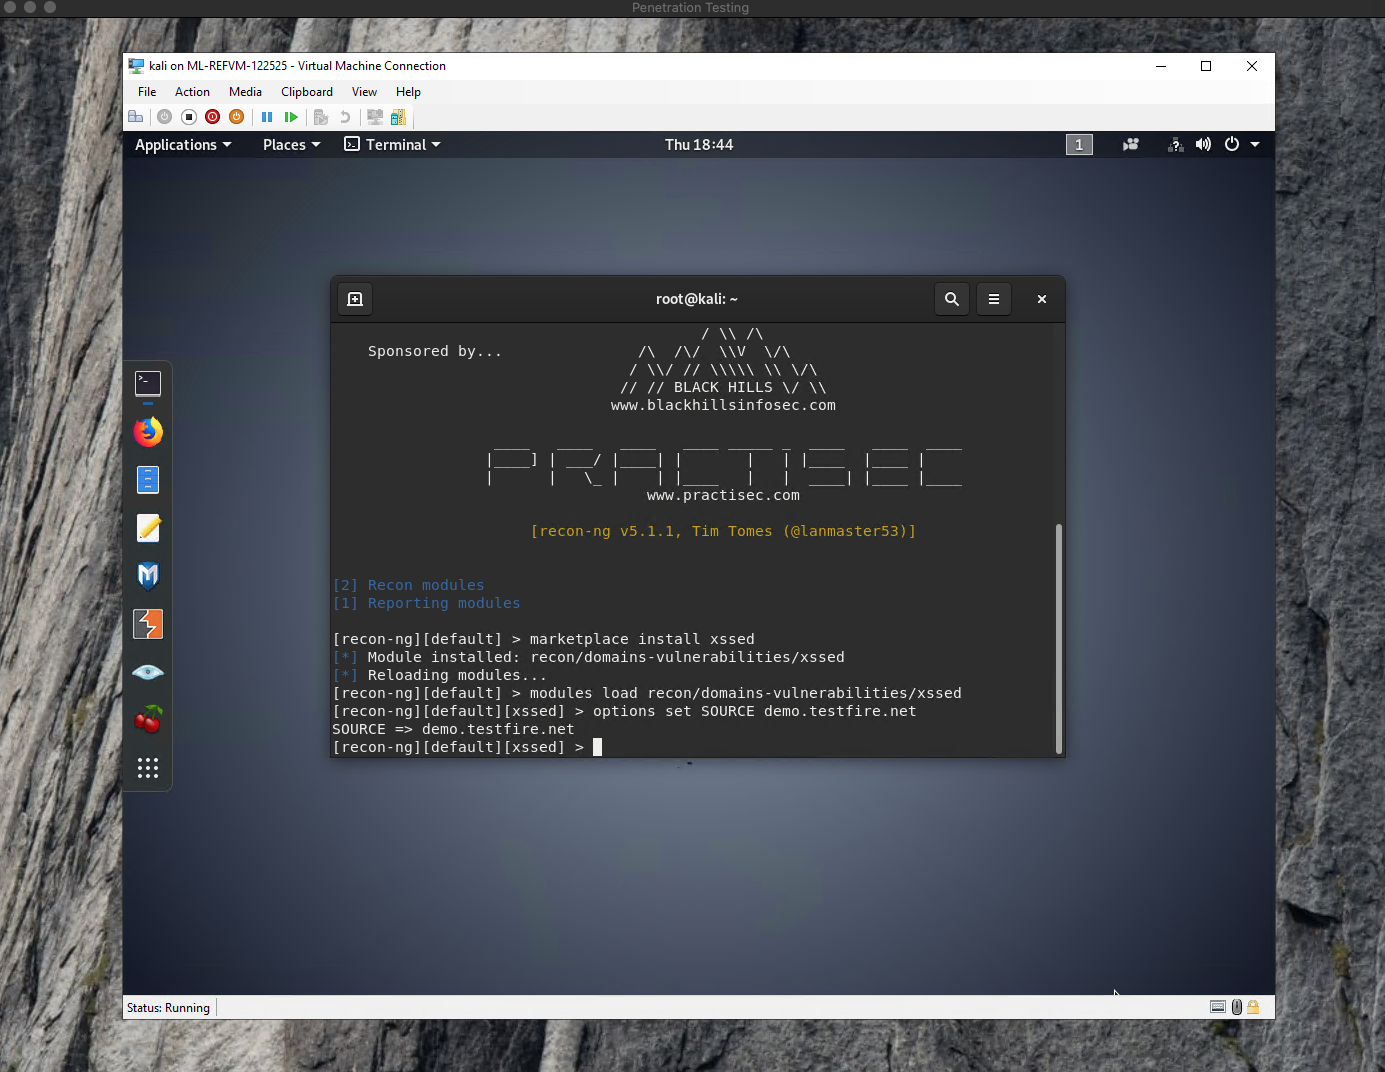 Penetration Testing
kali on ML-REFVM-122525 - Virtual Machine Connection
File Action Media Clipboard View Help
Applications Places Terminal Thu 18:44 1
root@kali: ~
/ \\ /\
Sponsored by... /\ /\/ \\V \/\
/ \\/ // \\\\\ \\ \/\
// // BLACK HILLS \/ \\
www.blackhillsinfosec.com
PRACTISEC
www.practisec.com
[recon-ng v5.1.1, Tim Tomes (@lanmaster53)]
[2] Recon modules
[1] Reporting modules
[recon-ng][default] > marketplace install xssed
[*] Module installed: recon/domains-vulnerabilities/xssed
[*] Reloading modules...
[recon-ng][default] > modules load recon/domains-vulnerabilities/xssed
[recon-ng][default][xssed] > options set SOURCE demo.testfire.net
SOURCE => demo.testfire.net
[recon-ng][default][xssed] >
Status: Running